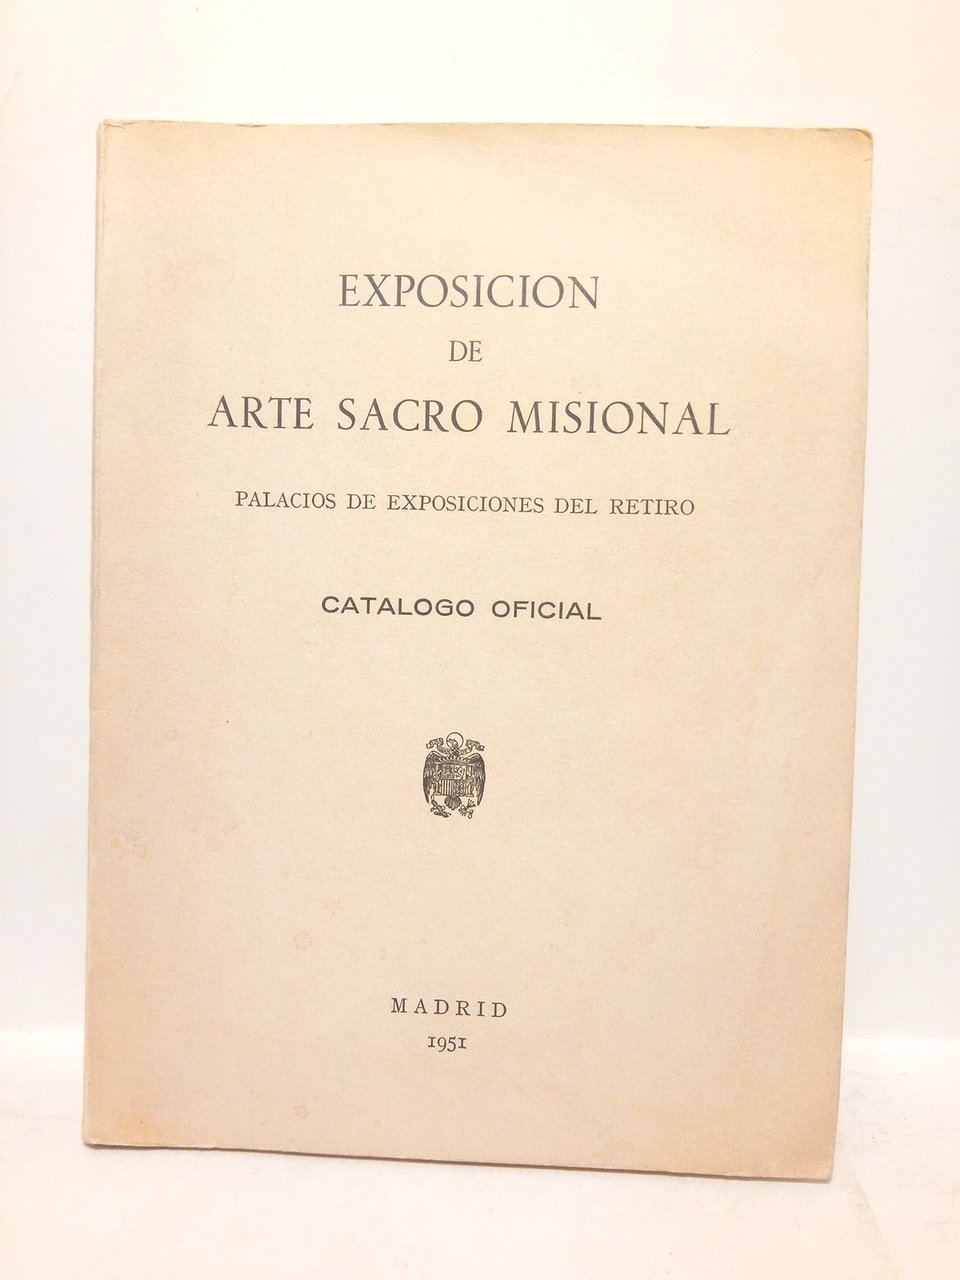 EXPOSICION
DE
ARTE SACRO MISIONAL
PALACIOS DE EXPOSICIONES DEL RETIRO
CATALOGO OFICIAL
MADRID
1951